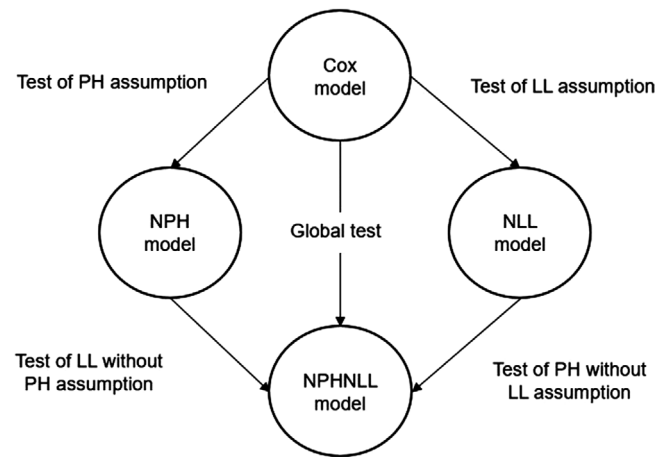 Cox
model
Test of PH assumption
Test of LL assumption
NPH
model
Global test
NLL
model
Test of LL without
PH assumption
NPHNLL
model
Test of PH without
LL assumption